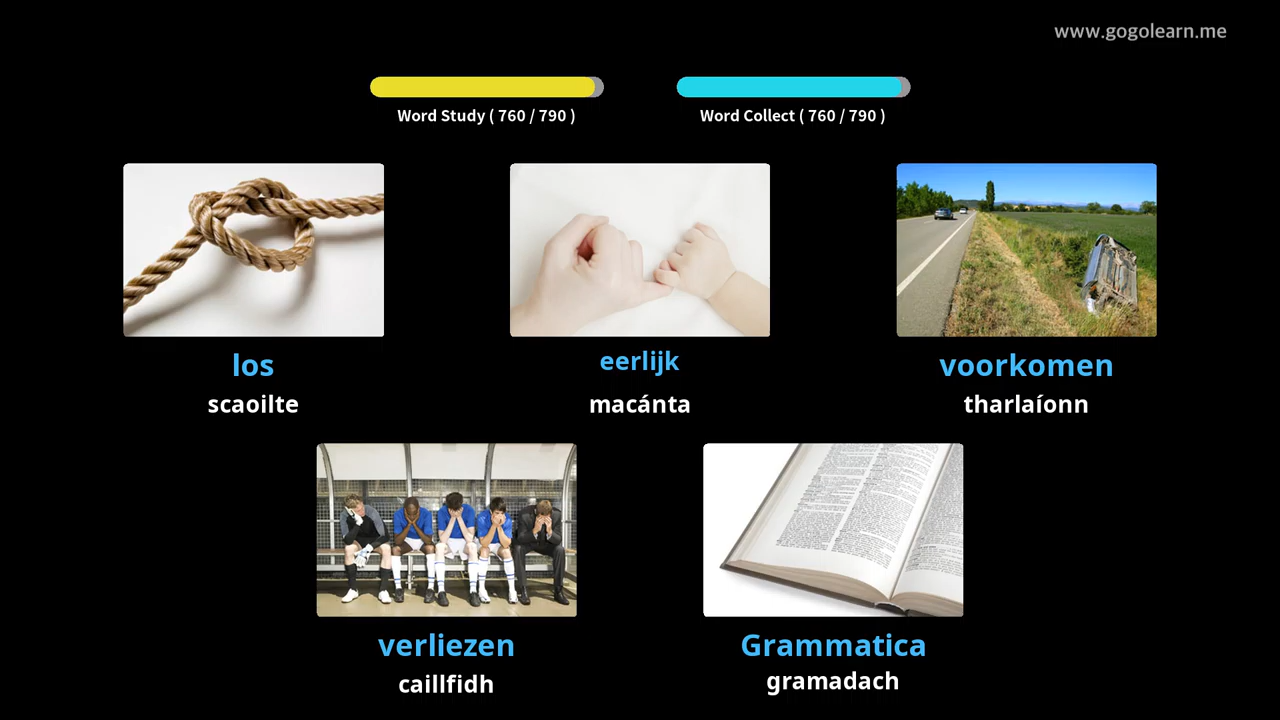 www.gogolearn.me
Word Study ( 760 / 790 )
Word Collect ( 760 / 790 )
los
scaoilte
eerlijk
macánta
voorkomen
tharlaíonn
verliezen
caillfidh
Grammatica
gramadach